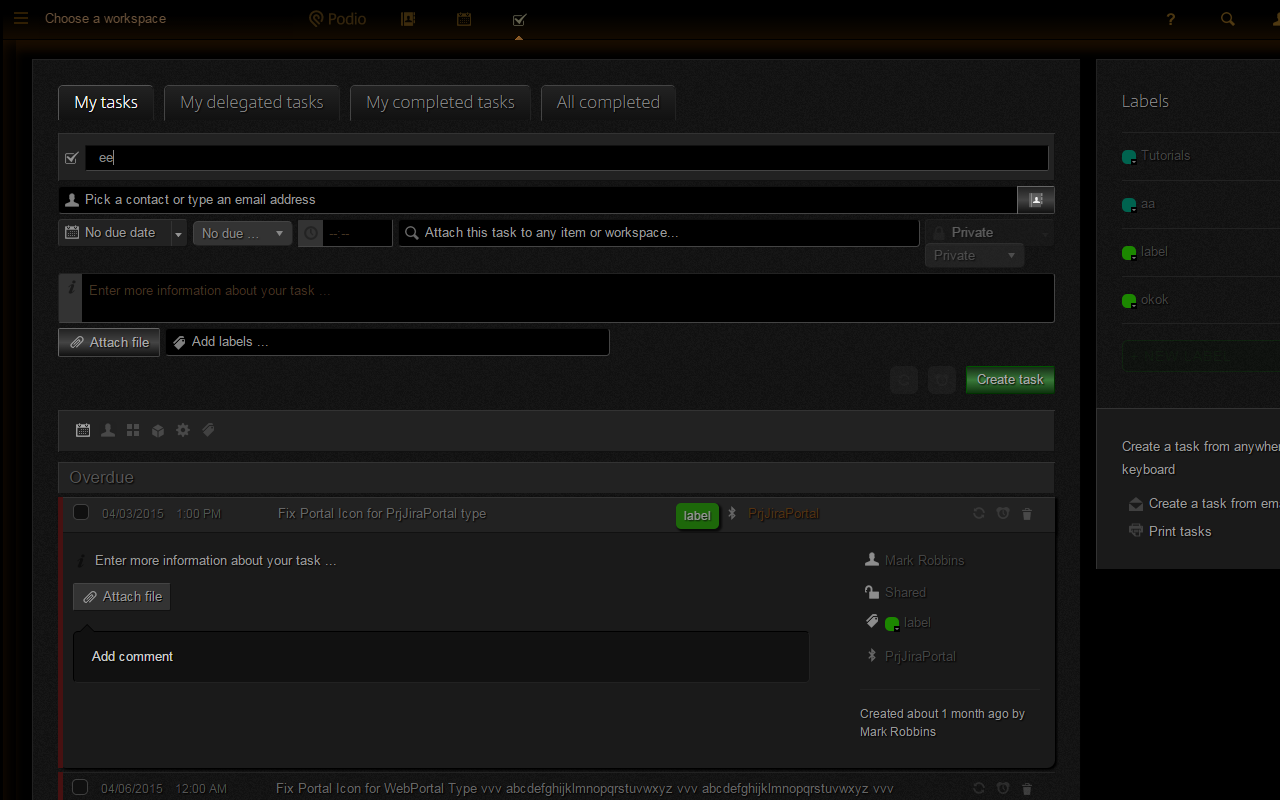 Choose a workspace
Podio
?
My tasks
My delegated tasks
My completed tasks
All completed
ee
Pick a contact or type an email address
No due date
No due ...
--:--
Attach this task to any item or workspace...
Private
Private
Enter more information about your task ...
Attach file
Add labels ...
Create task
Overdue
04/03/2015 1:00 PM Fix Portal Icon for PrjJiraPortal type label PrjJiraPortal
Enter more information about your task ...
Attach file
Add comment
Mark Robbins
Shared
label
PrjJiraPortal
Created about 1 month ago by
Mark Robbins
04/06/2015 12:00 AM Fix Portal Icon for WebPortal Type vvv abcdefghijklmnopqrstuvwxyz vvv abcdefghijklmnopqrstuvwxyz vvv
Labels
Tutorials
aa
label
okok
Create a task from anywher
keyboard
Create a task from em
Print tasks